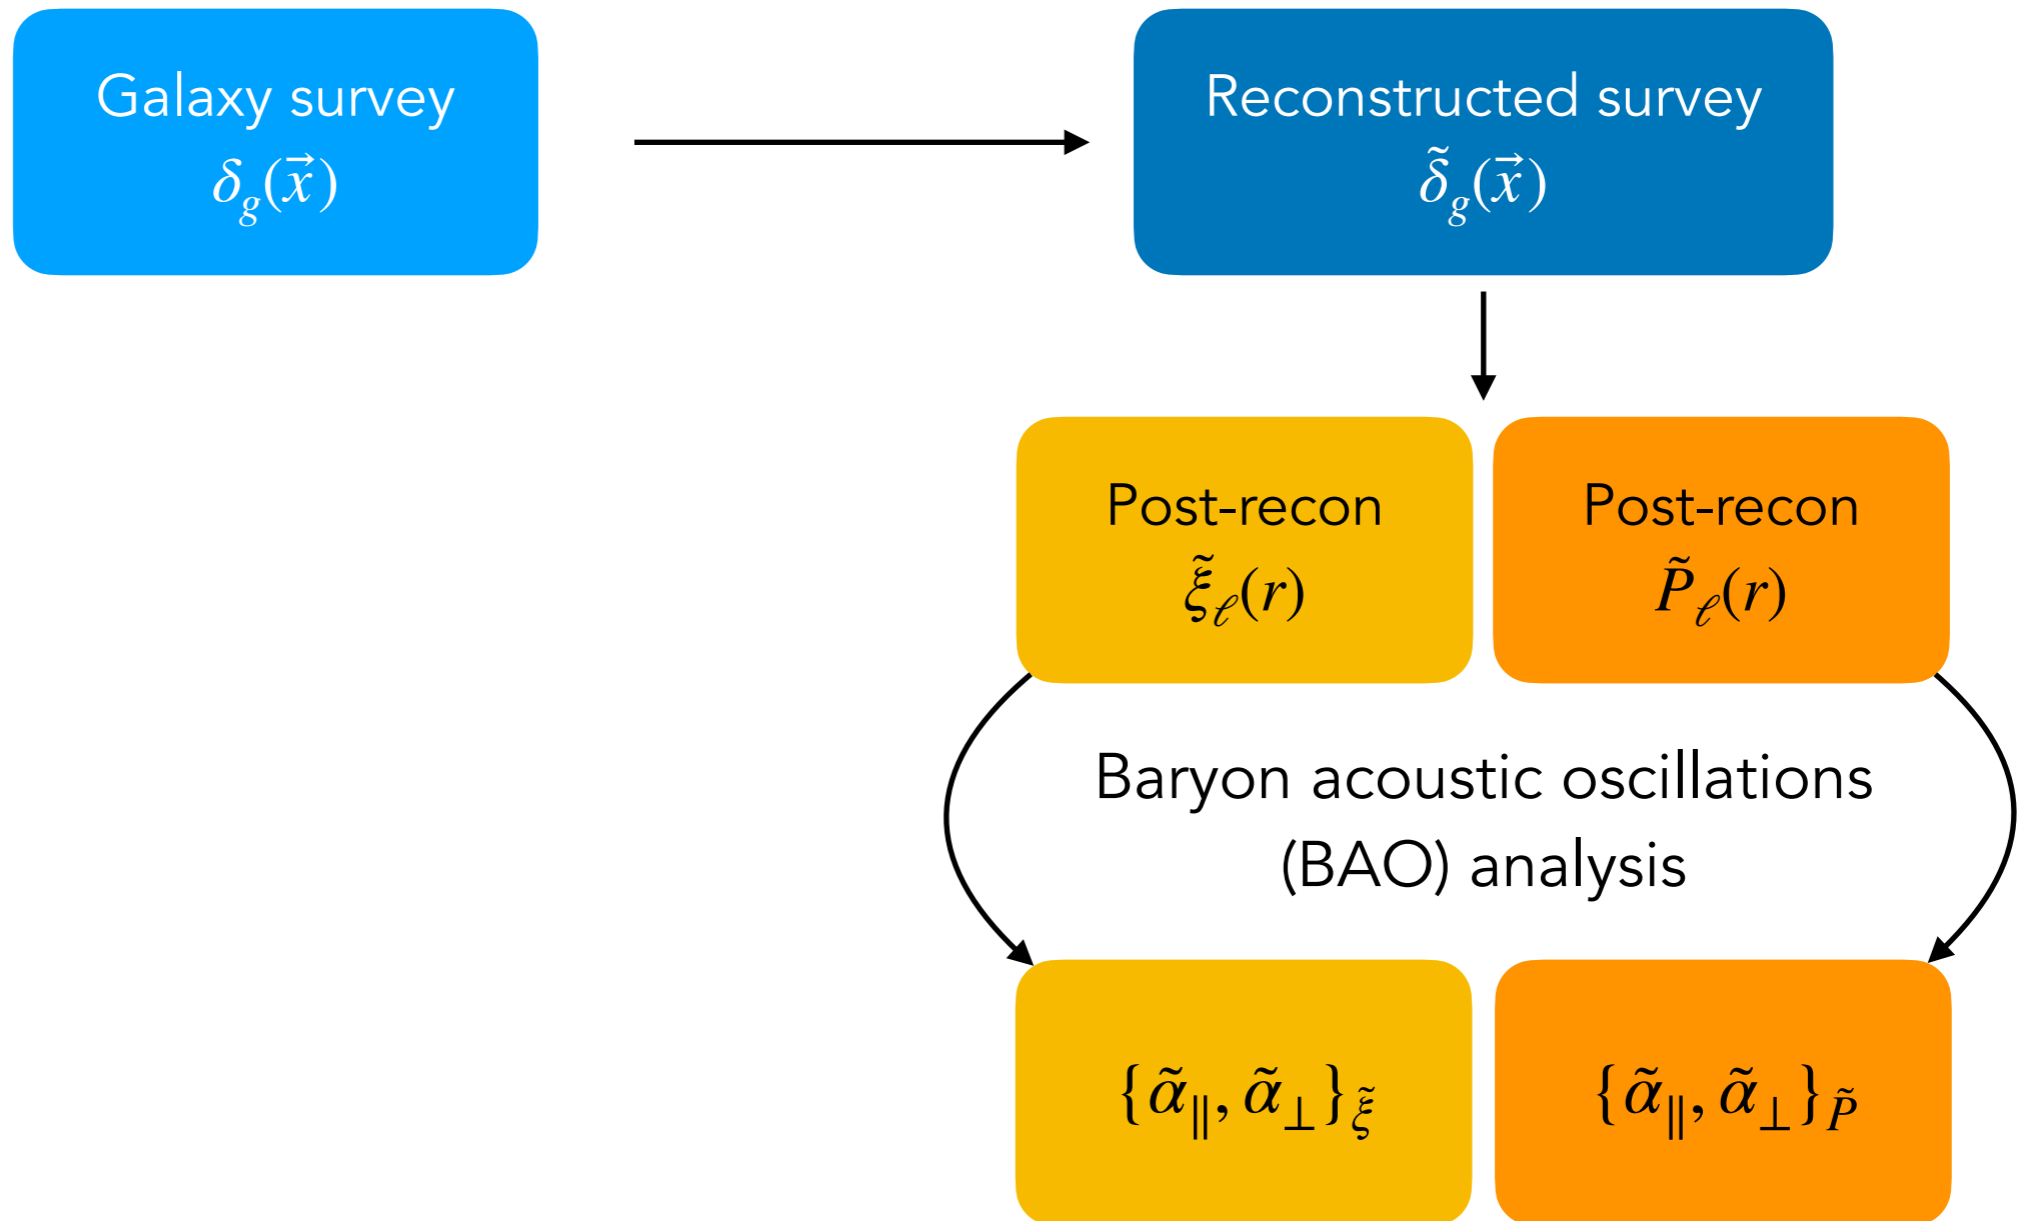 Galaxy survey
δ_g(x⃗)
Reconstructed survey
δ̃_g(x⃗)
Post-recon
ξ̃_ℓ(r)
Post-recon
P̃_ℓ(r)
Baryon acoustic oscillations
(BAO) analysis
{α̃_∥, α̃_⊥}_ξ̃
{α̃_∥, α̃_⊥}_P̃